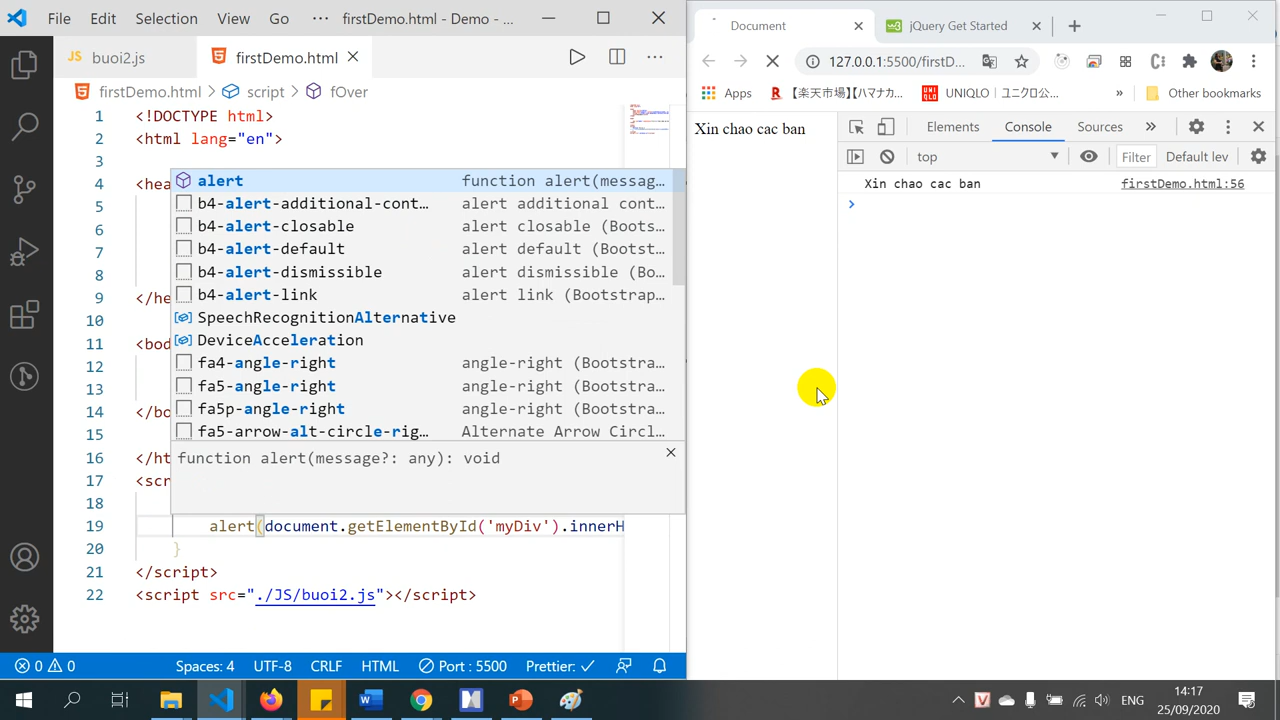 File Edit Selection View Go ··· firstDemo.html - Demo - ...
JS buoi2.js firstDemo.html
firstDemo.html > script > fOver
1 <!DOCTYPE html>
2 <html lang="en">
3
4 <hea
5
6
7
8
9 </he
10
11 <bod
12
13
14 </bo
15
16 </ht
17 <scr
18
19 alert(document.getElementById('myDiv').innerH
20 }
21 </script>
22 <script src="./JS/buoi2.js"></script>
alert function alert(messag...
b4-alert-additional-cont... alert additional cont...
b4-alert-closable alert closable (Boots...
b4-alert-default alert default (Bootst...
b4-alert-dismissible alert dismissible (Bo...
b4-alert-link alert link (Bootstrap...
SpeechRecognitionAlternative
DeviceAcceleration
fa4-angle-right angle-right (Bootstra...
fa5-angle-right angle-right (Bootstra...
fa5p-angle-right angle-right (Bootstra...
fa5-arrow-alt-circle-rig... Alternate Arrow Circl...
function alert(message?: any): void
0 0 Spaces: 4 UTF-8 CRLF HTML Port : 5500 Prettier: ✓
Document jQuery Get Started
127.0.0.1:5500/firstD...
Apps 【楽天市場】【ハマナカ... UNIQLO | ユニクロ公... » Other bookmarks
Xin chao cac ban
Elements Console Sources »
top Filter Default lev
Xin chao cac ban firstDemo.html:56
>
ENG
14:17
25/09/2020